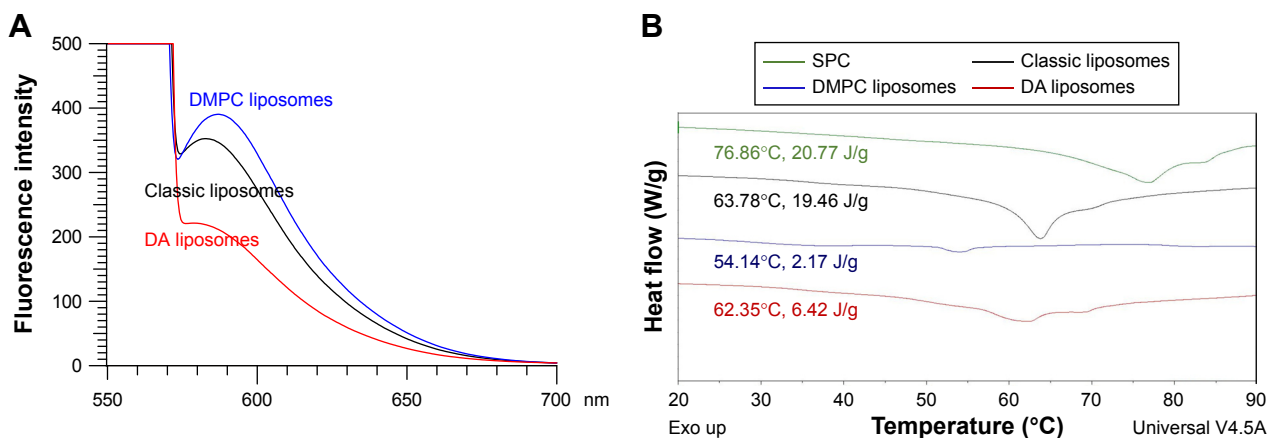 A
500
400
300
200
100
0
Fluorescence intensity
DMPC liposomes
Classic liposomes
DA liposomes
550
600
650
700
nm
B
SPC
Classic liposomes
DMPC liposomes
DA liposomes
76.86°C, 20.77 J/g
63.78°C, 19.46 J/g
54.14°C, 2.17 J/g
62.35°C, 6.42 J/g
Heat flow (W/g)
20
30
40
50
60
70
80
90
Exo up
Temperature (°C)
Universal V4.5A